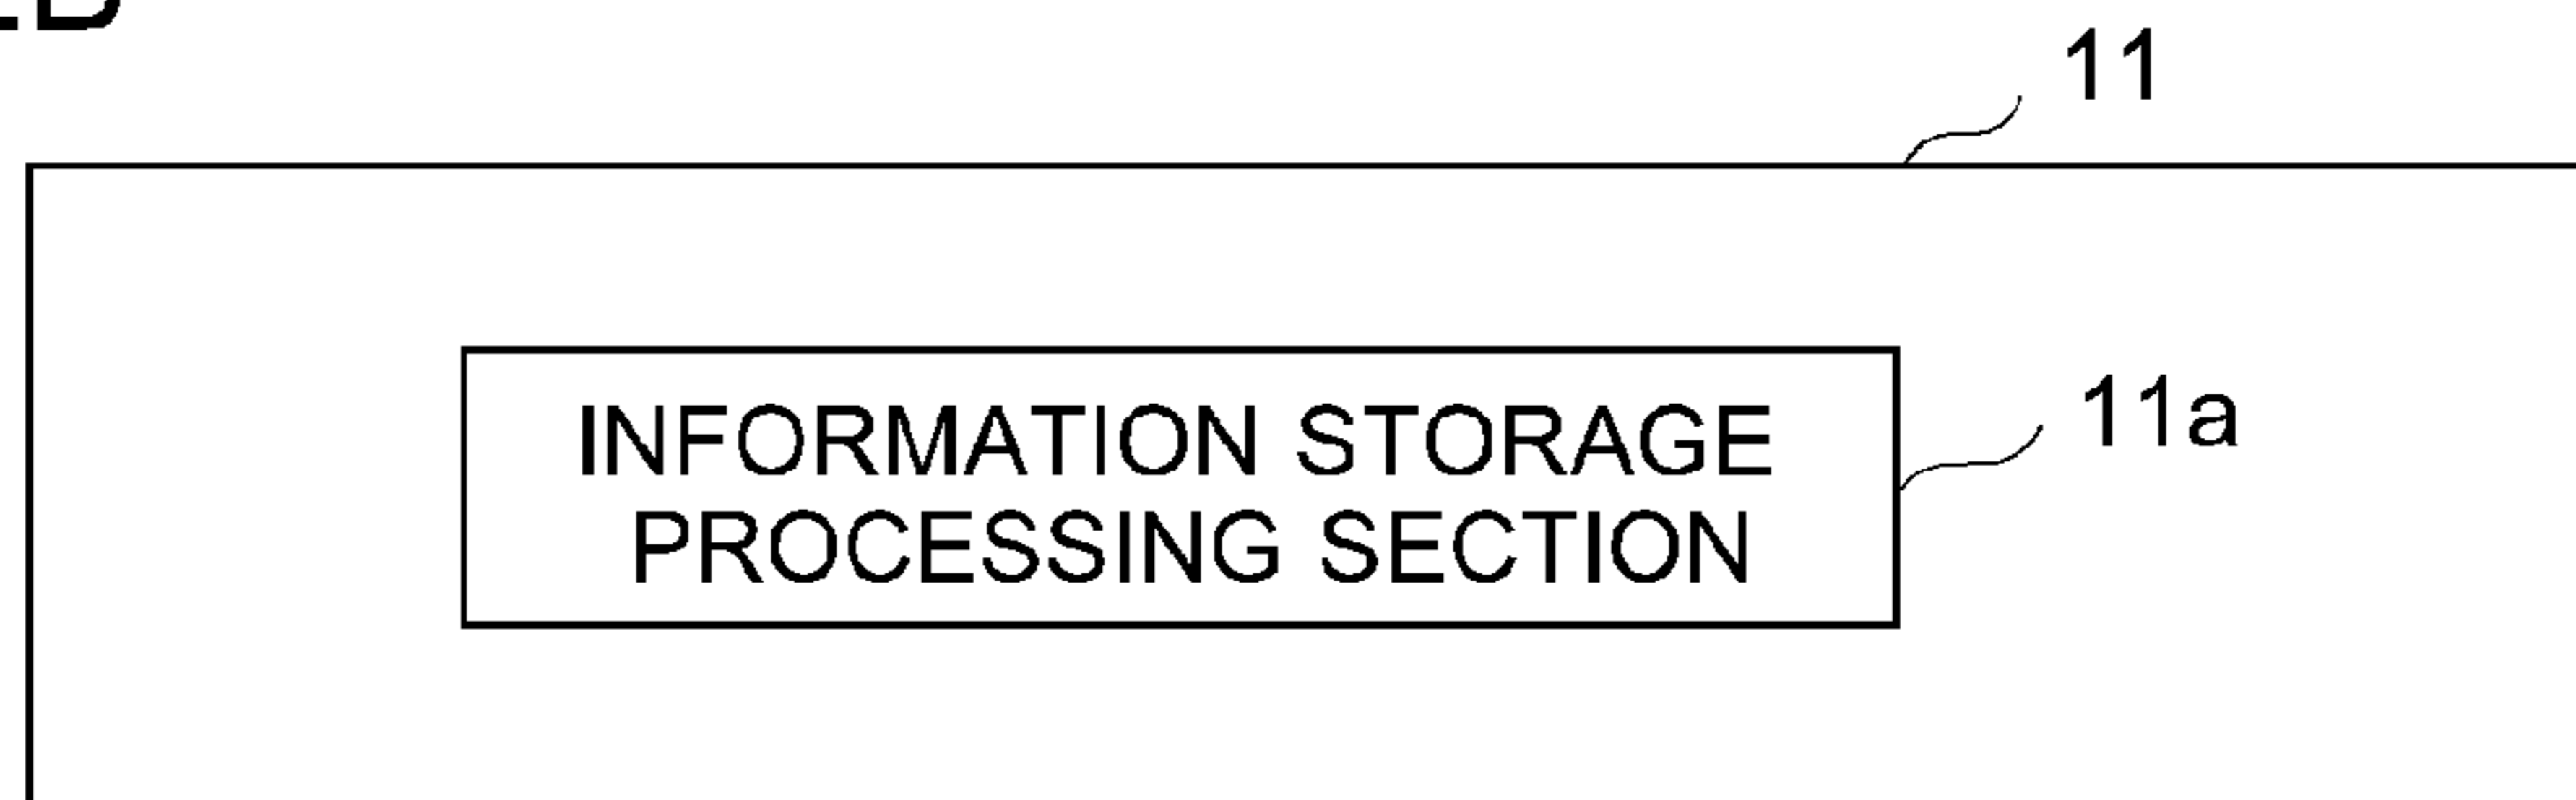 11
INFORMATION STORAGE
PROCESSING SECTION
11a